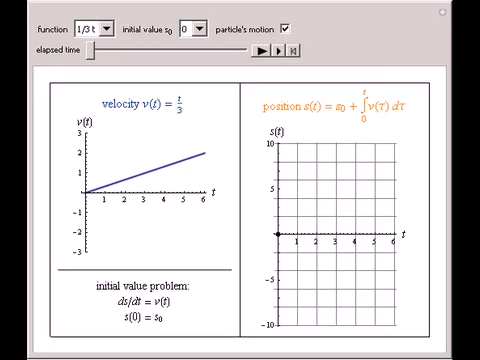 function 1/3 t initial value s₀ 0 particle's motion
elapsed time
velocity v(t) = t/3
v(t)
3
2
1
−1
−2
−3
1 2 3 4 5 6 t
initial value problem:
ds/dt = v(t)
s(0) = s₀
position s(t) = s₀ + ∫₀ᵗ v(τ) dτ
s(t)
10
5
−5
−10
1 2 3 4 5 6 t